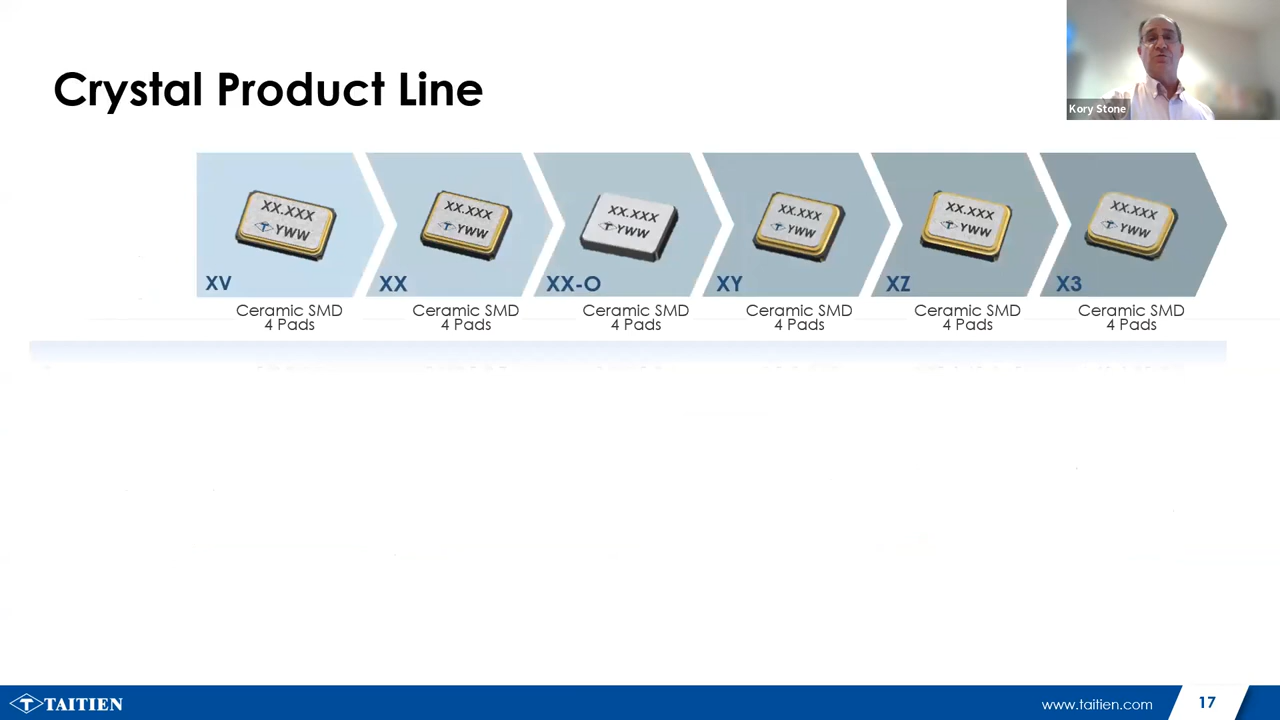 Kory Stone
Crystal Product Line
XX.XXX
YWW
XV
Ceramic SMD
4 Pads
XX.XXX
YWW
XX
Ceramic SMD
4 Pads
XX.XXX
YWW
XX-O
Ceramic SMD
4 Pads
XX.XXX
YWW
XY
Ceramic SMD
4 Pads
XX.XXX
YWW
XZ
Ceramic SMD
4 Pads
XX.XXX
YWW
X3
Ceramic SMD
4 Pads
T TAITIEN
www.taitien.com
17